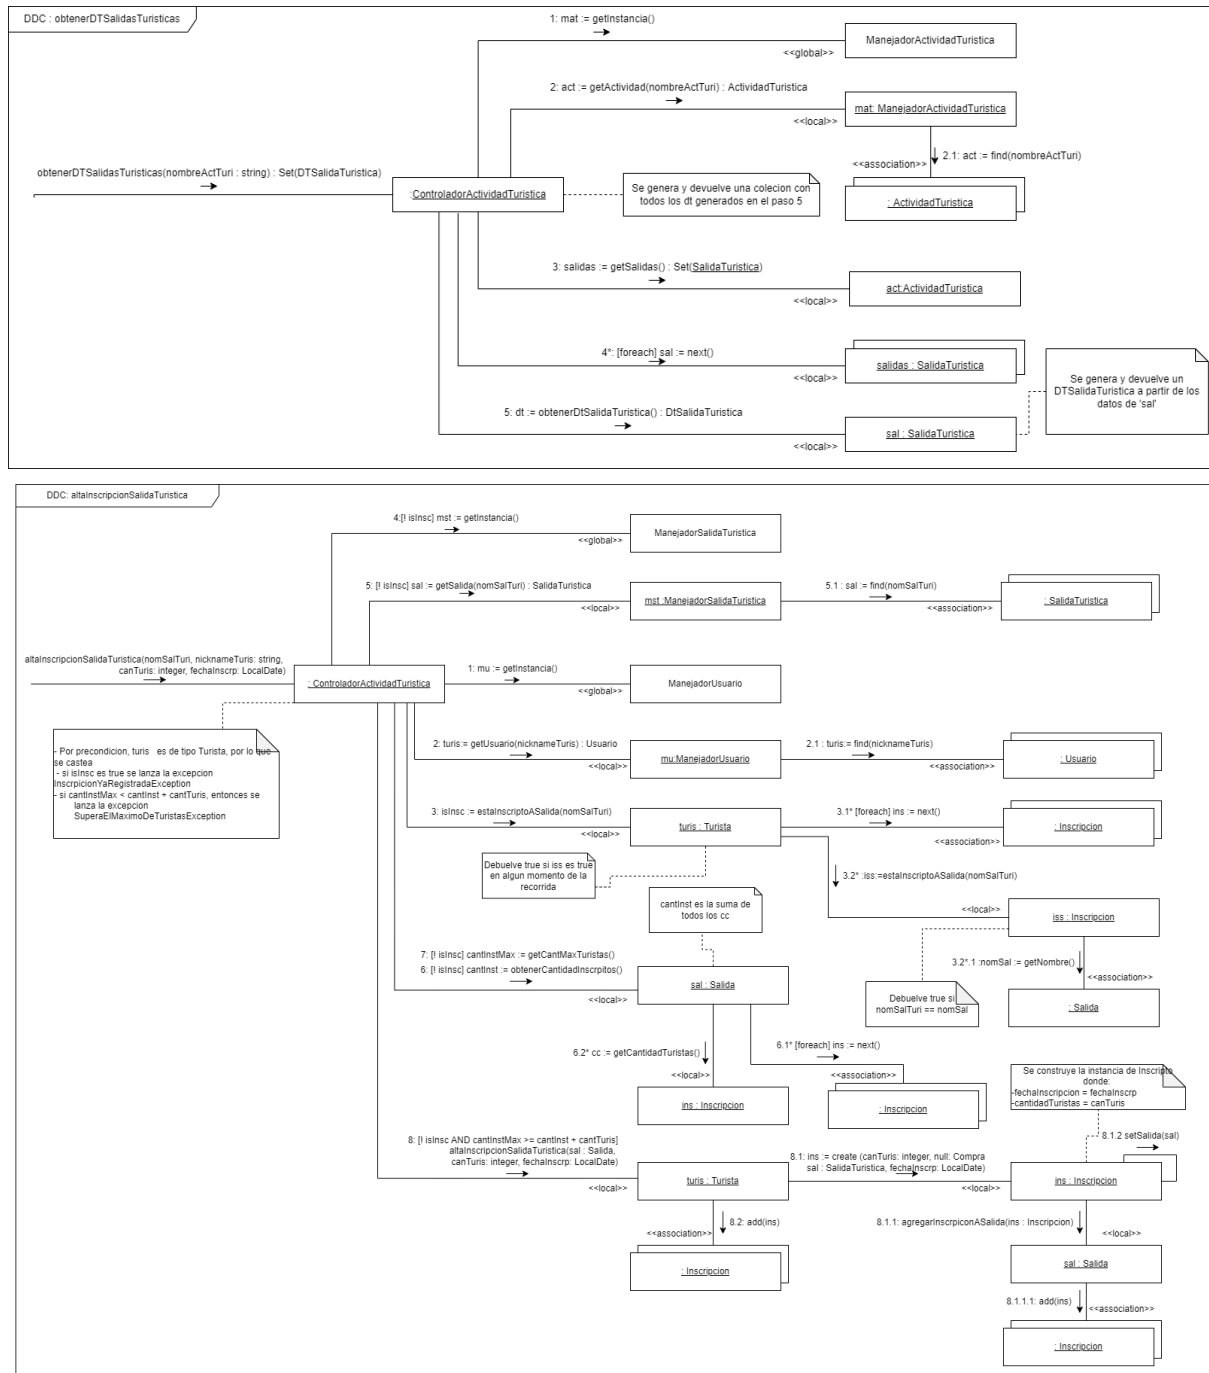 DDC : obtenerDTSalidasTuristicas
1: mat := getInstancia()
<<global>>
ManejadorActividadTuristica
2: act := getActividad(nombreActTuri) : ActividadTuristica
<<local>>
mat: ManejadorActividadTuristica
<<association>>
2.1: act := find(nombreActTuri)
: ActividadTuristica
obtenerDTSalidasTuristicas(nombreActTuri : string) : Set(DTSalidaTuristica)
:ControladorActividadTuristica
Se genera y devuelve una colecion con
todos los dt generados en el paso 5
3: salidas := getSalidas() : Set(SalidaTuristica)
<<local>>
act:ActividadTuristica
4*: [foreach] sal := next()
<<local>>
salidas : SalidaTuristica
5: dt := obtenerDtSalidaTuristica() : DtSalidaTuristica
<<local>>
sal : SalidaTuristica
Se genera y devuelve un
DTSalidaTuristica a partir de los
datos de 'sal'
DDC: altaInscripcionSalidaTuristica
4:[! isInsc] mst := getInstancia()
<<global>>
ManejadorSalidaTuristica
5: [! isInsc] sal := getSalida(nomSalTuri) : SalidaTuristica
<<local>>
mst :ManejadorSalidaTuristica
5.1 : sal := find(nomSalTuri)
<<association>>
: SalidaTuristica
altaInscripcionSalidaTuristica(nomSalTuri, nicknameTuris: string,
canTuris: integer, fechaInscrp: LocalDate)
: ControladorActividadTuristica
1: mu := getInstancia()
<<global>>
ManejadorUsuario
- Por precondicion, turis es de tipo Turista, por lo que
se castea
- si isInsc es true se lanza la excepcion
InscrpicionYaRegistradaException
- si cantInstMax < cantInst + cantTuris, entonces se
lanza la excepcion
SuperaElMaximoDeTuristasException
2: turis:= getUsuario(nicknameTuris) : Usuario
<<local>>
mu:ManejadorUsuario
2.1 : turis:= find(nicknameTuris)
<<association>>
: Usuario
3: isInsc := estaInscriptoASalida(nomSalTuri)
<<local>>
turis : Turista
3.1* [foreach] ins := next()
<<association>>
: Inscripcion
Debuelve true si iss es true
en algun momento de la
recorrida
3.2* :iss:=estaInscriptoASalida(nomSalTuri)
<<local>>
iss : Inscripcion
cantInst es la suma de
todos los cc
7: [! isInsc] cantInstMax := getCantMaxTuristas()
6: [! isInsc] cantInst := obtenerCantidadInscrpitos()
<<local>>
sal : Salida
3.2*.1 :nomSal := getNombre()
<<association>>
: Salida
Debuelve true si
nomSalTuri == nomSal
6.2* cc := getCantidadTuristas()
<<local>>
ins : Inscripcion
6.1* [foreach] ins := next()
<<association>>
: Inscripcion
Se construye la instancia de Inscripto
donde:
-fechaInscripcion = fechaInscrp
-cantidadTuristas = canTuris
8: [! isInsc AND cantInstMax >= cantInst + cantTuris]
altaInscripcionSalidaTuristica(sal : Salida,
canTuris: integer, fechaInscrp: LocalDate)
<<local>>
turis : Turista
8.1: ins := create (canTuris: integer, null: Compra
sal : SalidaTuristica, fechaInscrp: LocalDate)
<<local>>
ins : Inscripcion
8.1.2 setSalida(sal)
8.2: add(ins)
<<association>>
: Inscripcion
8.1.1: agregarInscrpiconASalida(ins : Inscripcion)
<<local>>
sal : Salida
8.1.1.1: add(ins)
<<association>>
: Inscripcion